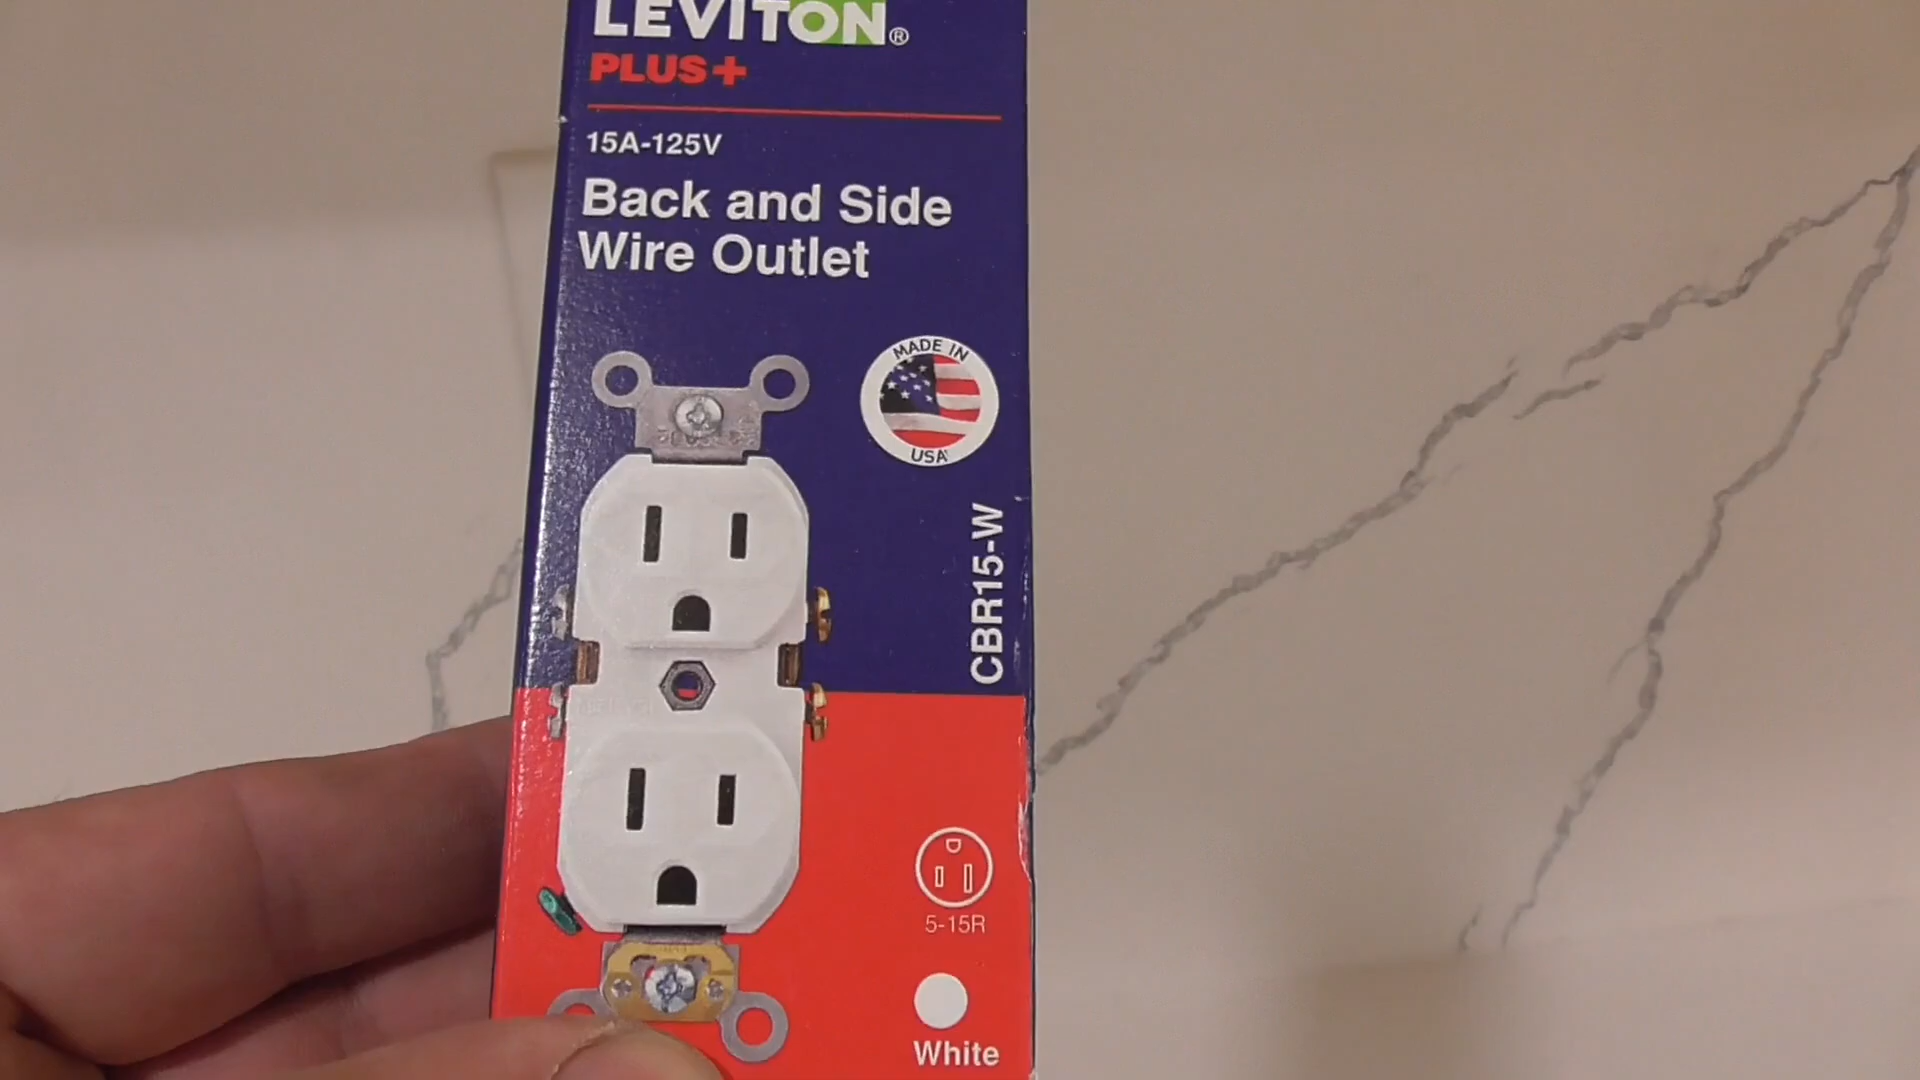 LEVITON®
PLUS+
15A-125V
Back and Side
Wire Outlet
MADE IN
USA
CBR15-W
5-15R
White